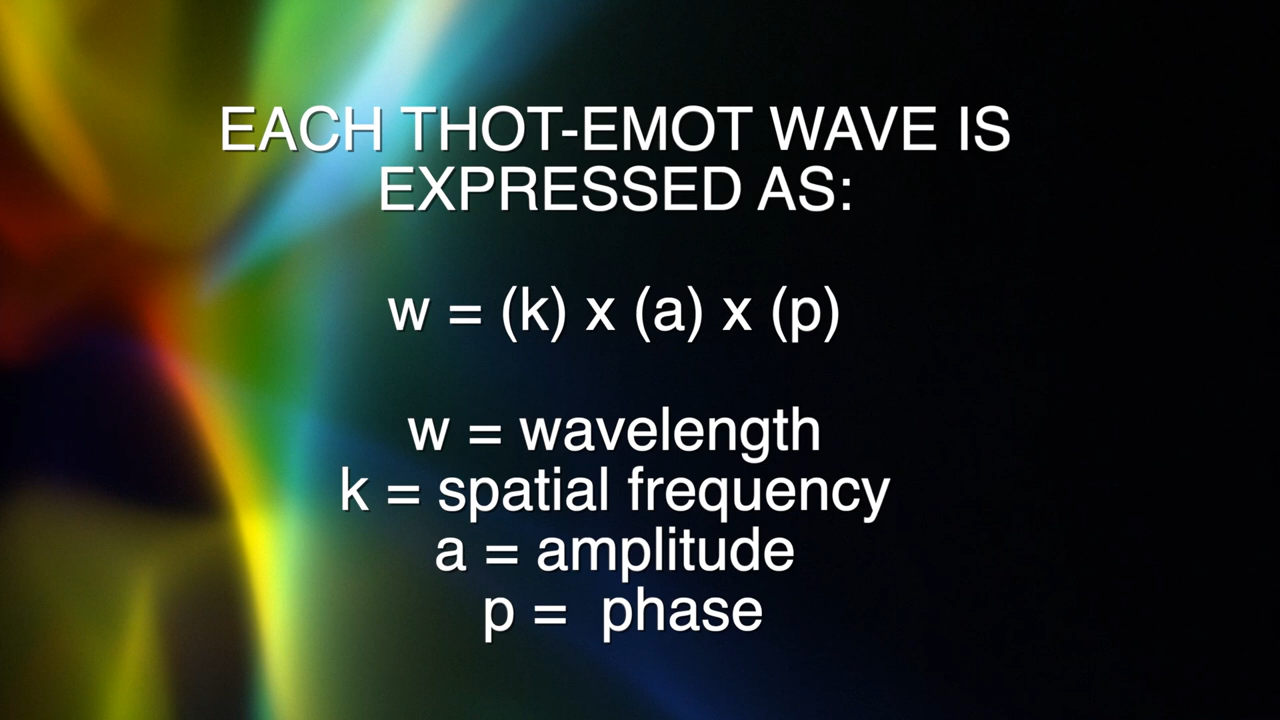 EACH THOT-EMOT WAVE IS
EXPRESSED AS:
w = (k) x (a) x (p)
w = wavelength
k = spatial frequency
a = amplitude
p = phase